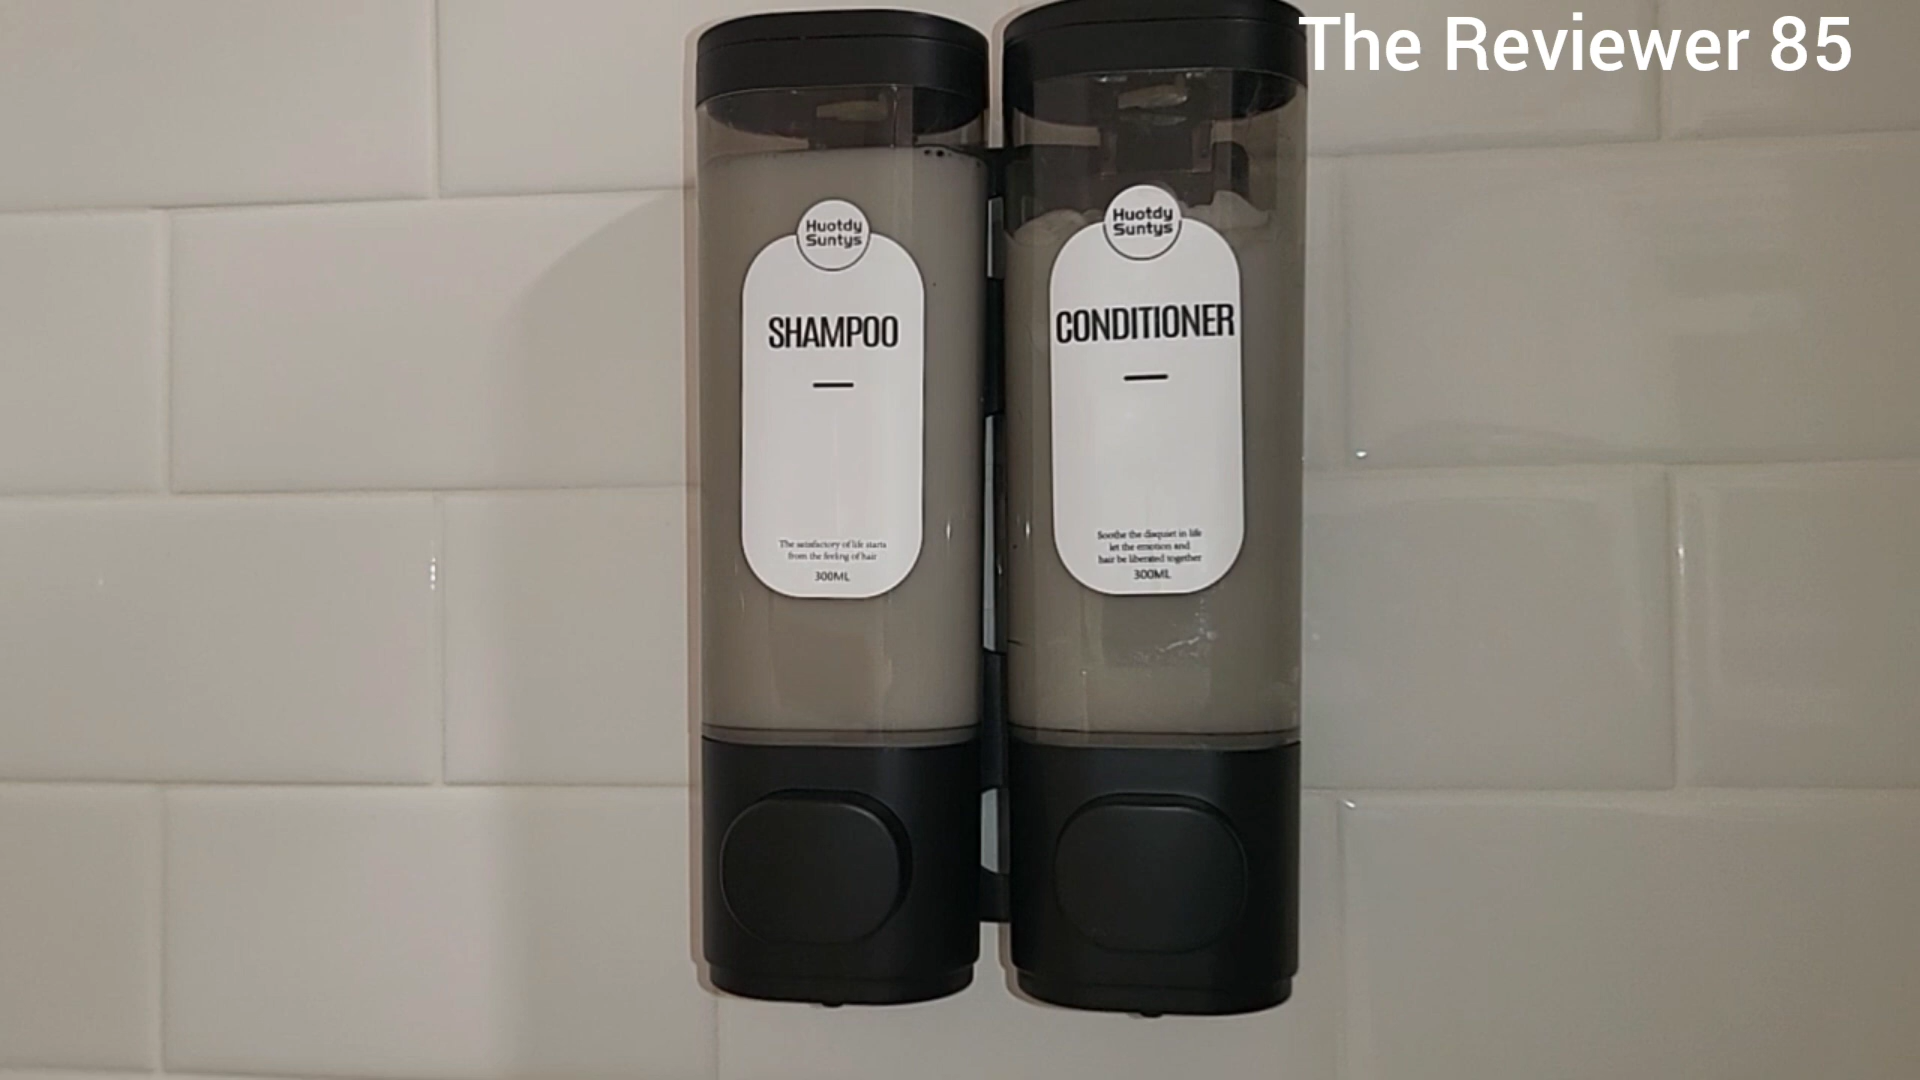 The Reviewer 85
Huotdy
Suntys
SHAMPOO
The satisfactory of life starts
from the feeling of hair
300ML
Huotdy
Suntys
CONDITIONER
Soothe the disquiet in life
let the emotion and
hair be liberated together
300ML